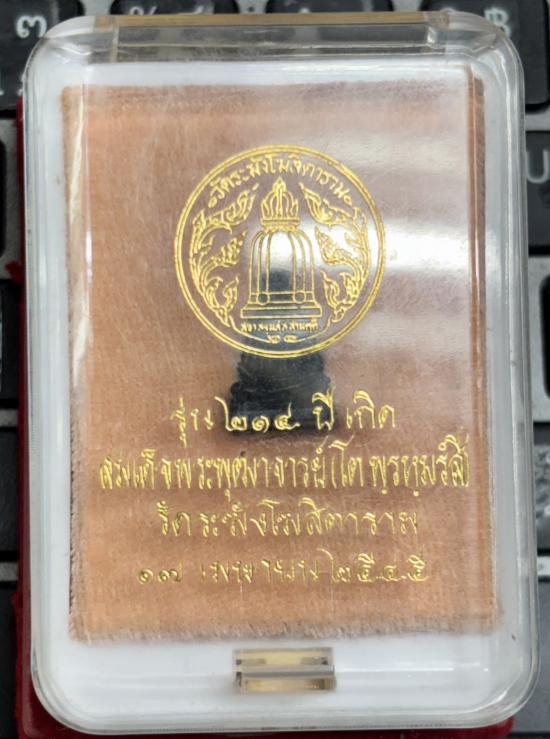 วัดระฆังโฆสิตาราม
รุ่น ๒๑๔ ปี เกิด
สมเด็จพระพุฒาจารย์ (โต พฺรหฺมรํสี)
วัดระฆังโฆสิตาราม
๑๗ เมษายน ๒๕๔๕